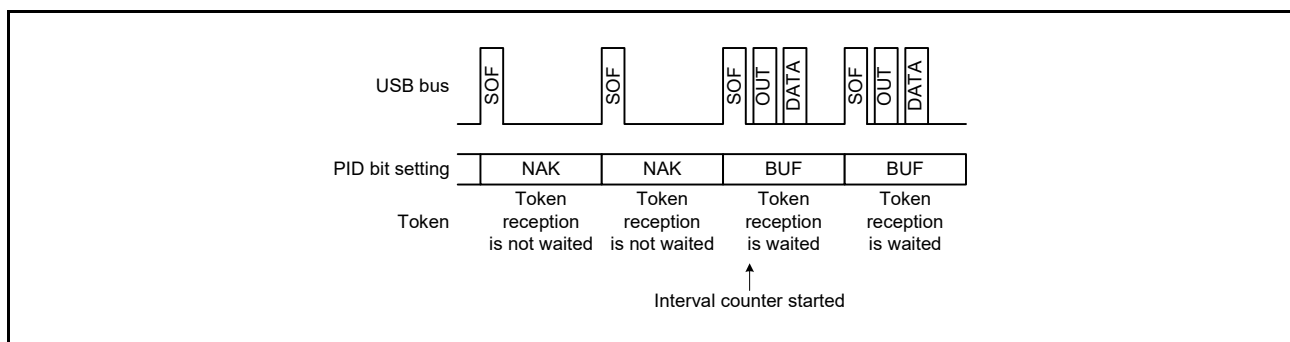 USB bus
SOF
SOF
SOF
OUT
DATA
SOF
OUT
DATA
PID bit setting
NAK
NAK
BUF
BUF
Token
Token
reception
is not waited
Token
reception
is not waited
Token
reception
is waited
Token
reception
is waited
Interval counter started